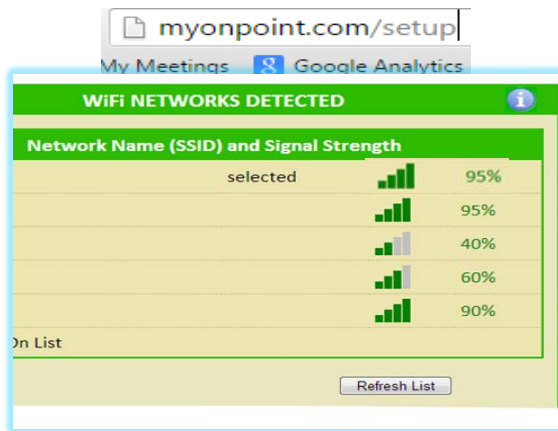 myonpoint.com/setup
My Meetings Google Analytics
WiFi NETWORKS DETECTED
Network Name (SSID) and Signal Strength
selected 95%
95%
40%
60%
90%
On List
Refresh List